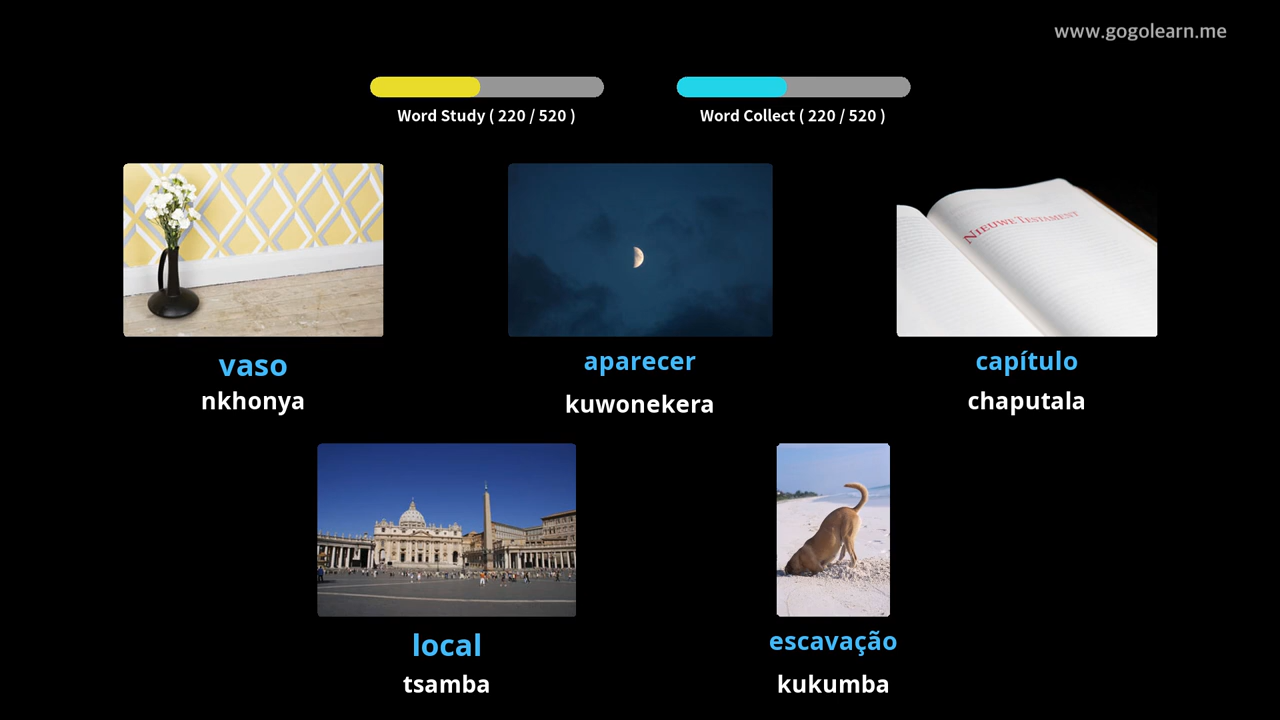 www.gogolearn.me
Word Study ( 220 / 520 )
Word Collect ( 220 / 520 )
NIEUWE TESTAMENT
vaso
nkhonya
aparecer
kuwonekera
capítulo
chaputala
local
tsamba
escavação
kukumba